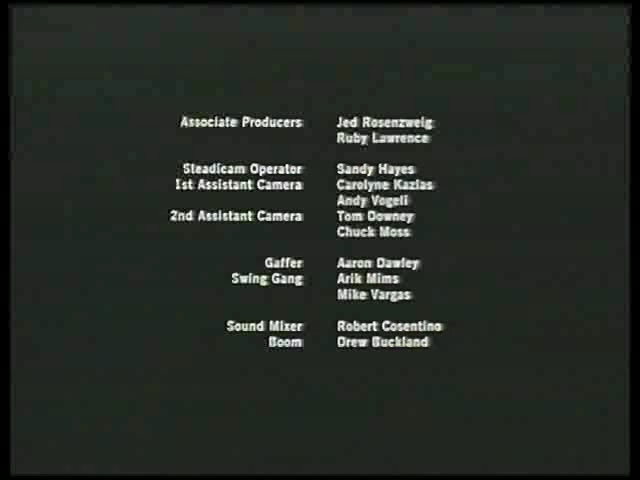 Associate Producers Jed Rosenzweig
Ruby Lawrence
Steadicam Operator Sandy Hayes
1st Assistant Camera Carolyne Kazlas
Andy Vogeli
2nd Assistant Camera Tom Downey
Chuck Moss
Gaffer Aaron Dawley
Swing Gang Arik Mims
Mike Vargas
Sound Mixer Robert Cosentino
Boom Drew Buckland